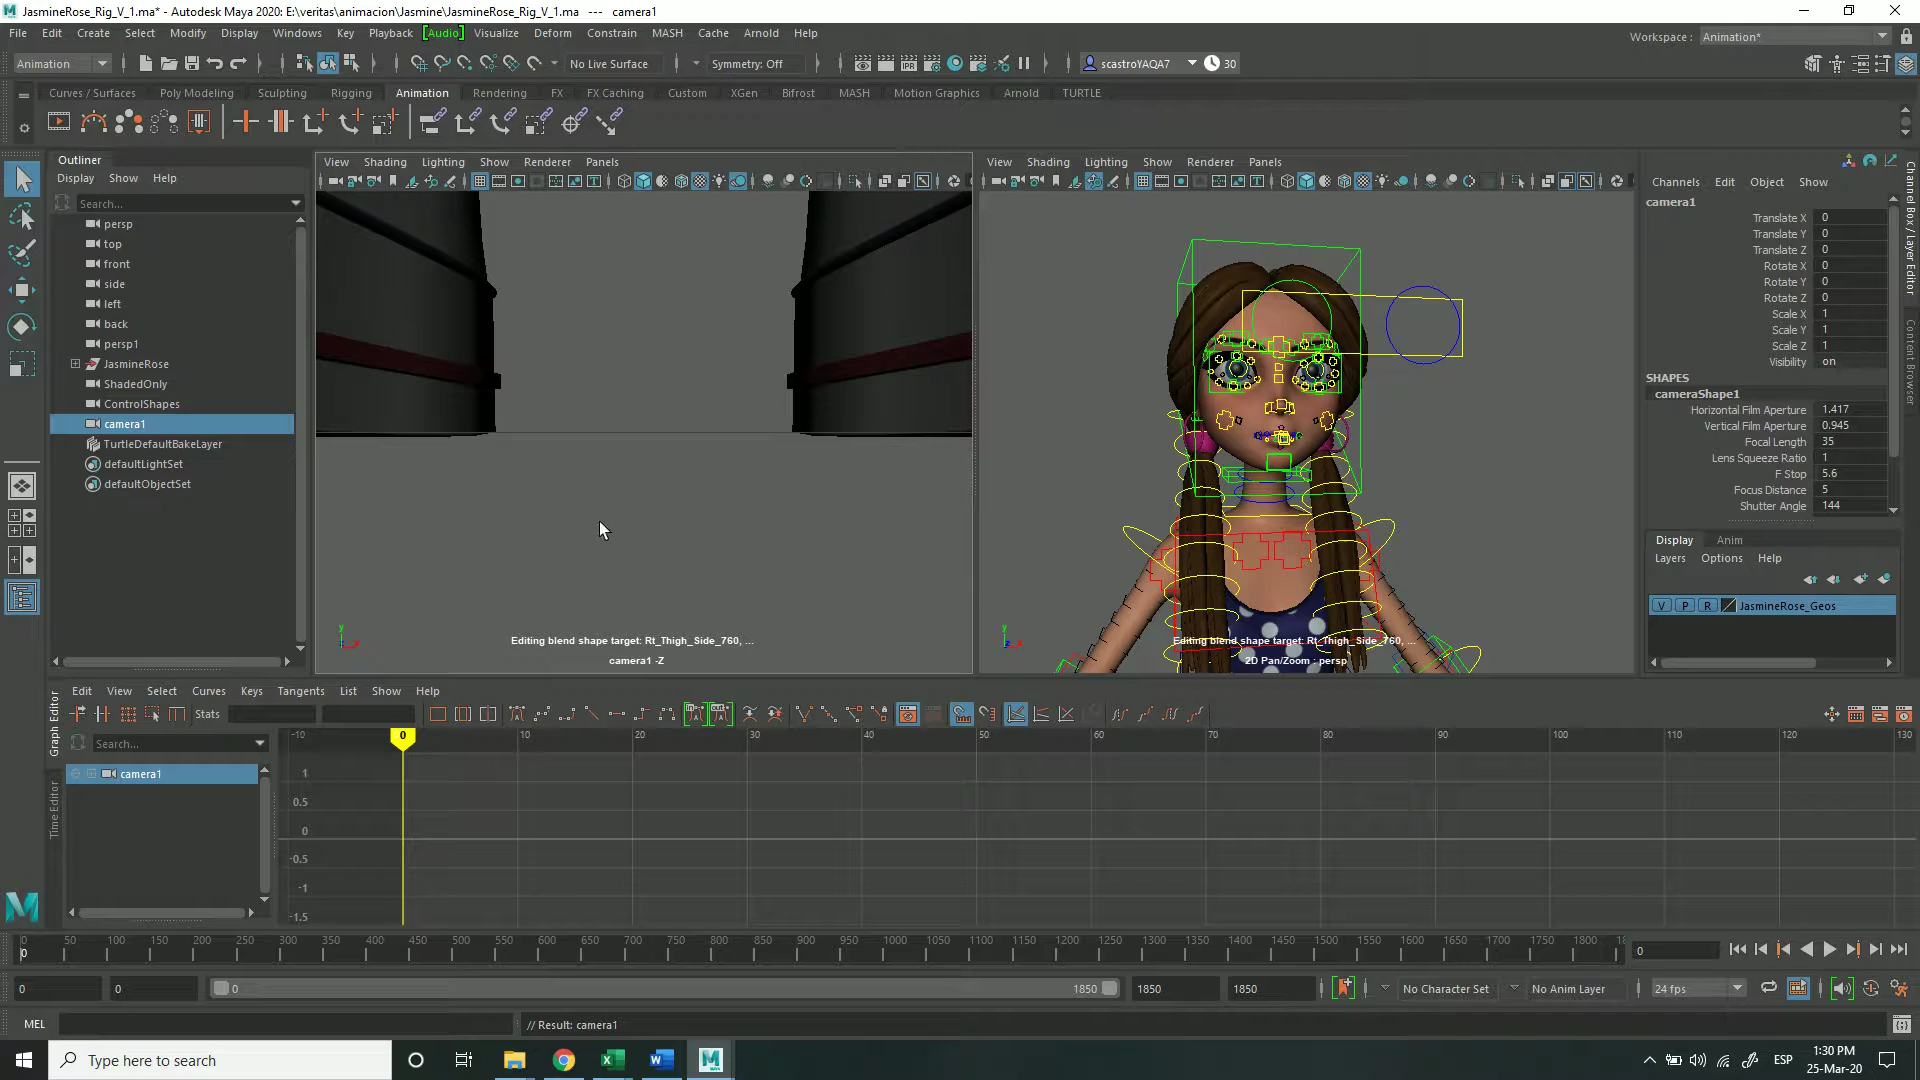 JasmineRose_Rig_V_1.ma* - Autodesk Maya 2020: E:\veritas\animacion\Jasmine\JasmineRose_Rig_V_1.ma --- camera1
File Edit Create Select Modify Display Windows Key Playback [Audio] Visualize Deform Constrain MASH Cache Arnold Help
Workspace : Animation*
Animation No Live Surface Symmetry: Off scastroYAQA7 30
Curves / Surfaces Poly Modeling Sculpting Rigging Animation Rendering FX FX Caching Custom XGen Bifrost MASH Motion Graphics Arnold TURTLE
Outliner
Display Show Help
Search...
persp
top
front
side
left
back
persp1
JasmineRose
ShadedOnly
ControlShapes
camera1
TurtleDefaultBakeLayer
defaultLightSet
defaultObjectSet
View Shading Lighting Show Renderer Panels
Editing blend shape target: Rt_Thigh_Side_760, ...
camera1 -Z
View Shading Lighting Show Renderer Panels
Editing blend shape target: Rt_Thigh_Side_760, ...
2D Pan/Zoom : persp
Channels Edit Object Show
camera1
Translate X 0
Translate Y 0
Translate Z 0
Rotate X 0
Rotate Y 0
Rotate Z 0
Scale X 1
Scale Y 1
Scale Z 1
Visibility on
SHAPES
cameraShape1
Horizontal Film Aperture 1.417
Vertical Film Aperture 0.945
Focal Length 35
Lens Squeeze Ratio 1
F Stop 5.6
Focus Distance 5
Shutter Angle 144
Display Anim
Layers Options Help
V P R JasmineRose_Geos
Channel Box / Layer Editor
Content Browser
Graph Editor
Time Editor
Edit View Select Curves Keys Tangents List Show Help
Stats
Search...
camera1
-10 0 10 20 30 40 50 60 70 80 90 100 110 120 130
1
0.5
0
-0.5
-1
-1.5
0 50 100 150 200 250 300 350 400 450 500 550 600 650 700 750 800 850 900 950 1000 1050 1100 1150 1200 1250 1300 1350 1400 1450 1500 1550 1600 1650 1700 1750 1800
0
0
0 0 0 1850 1850 1850 No Character Set No Anim Layer 24 fps
MEL // Result: camera1
Type here to search
ESP
1:30 PM
25-Mar-20